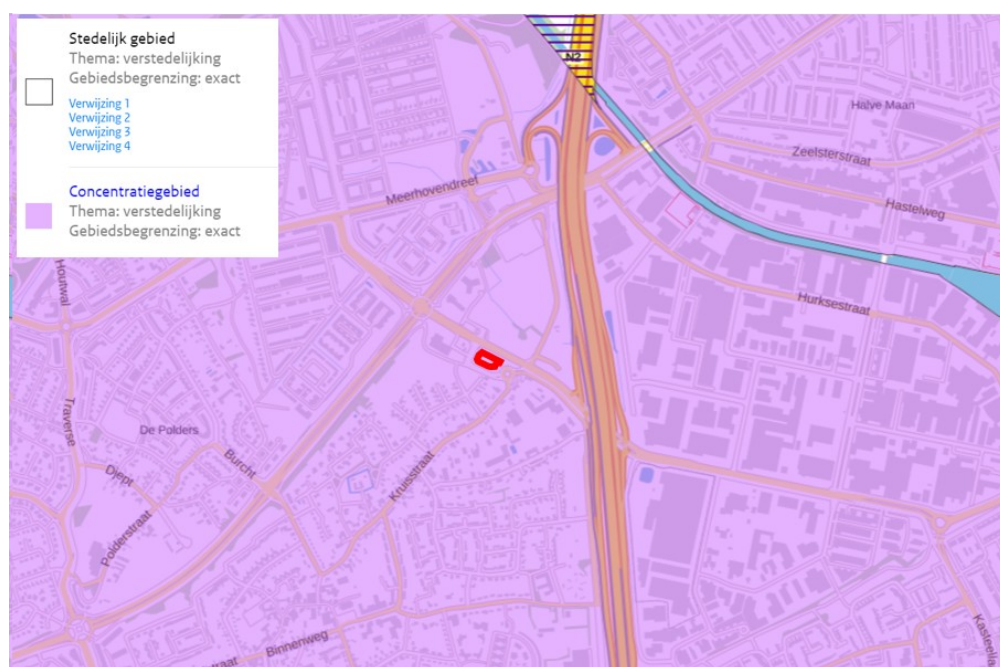 Stedelijk gebied
Thema: verstedelijking
Gebiedsbegrenzing: exact
Verwijzing 1
Verwijzing 2
Verwijzing 3
Verwijzing 4
Concentratiegebied
Thema: verstedelijking
Gebiedsbegrenzing: exact
N2
Halve Maan
Zeelsterstraat
Meerhovendreef
Hastelweg
Houtwal
Hurksestraat
Traverse
De Polders
Burcht
Djept
Kruisstraat
Polderstraat
Binnenweg
straat